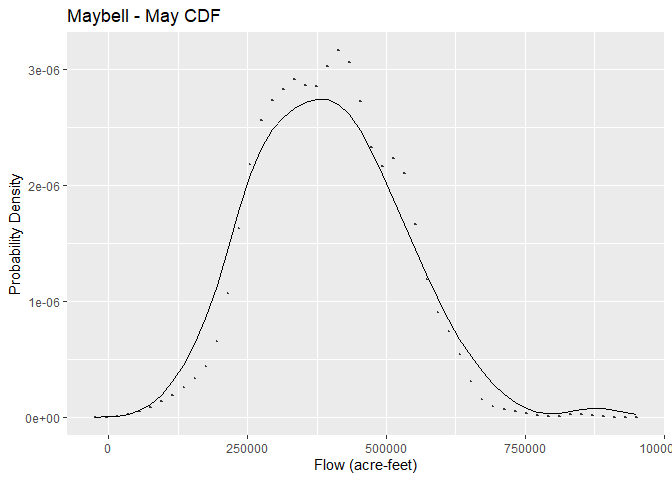 Maybell - May CDF
Probability Density
3e-06
2e-06
1e-06
0e+00
0 250000 500000 750000 10000
Flow (acre-feet)